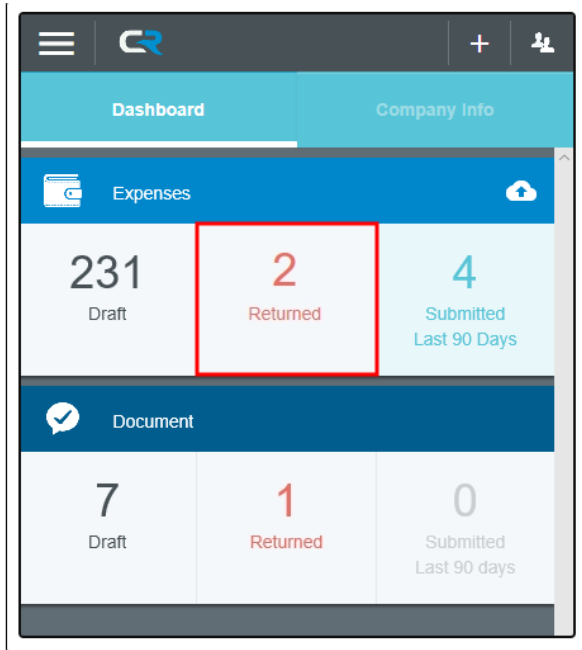 CR
+
Dashboard
Company Info
Expenses
231
Draft
2
Returned
4
Submitted
Last 90 Days
Document
7
Draft
1
Returned
0
Submitted
Last 90 days